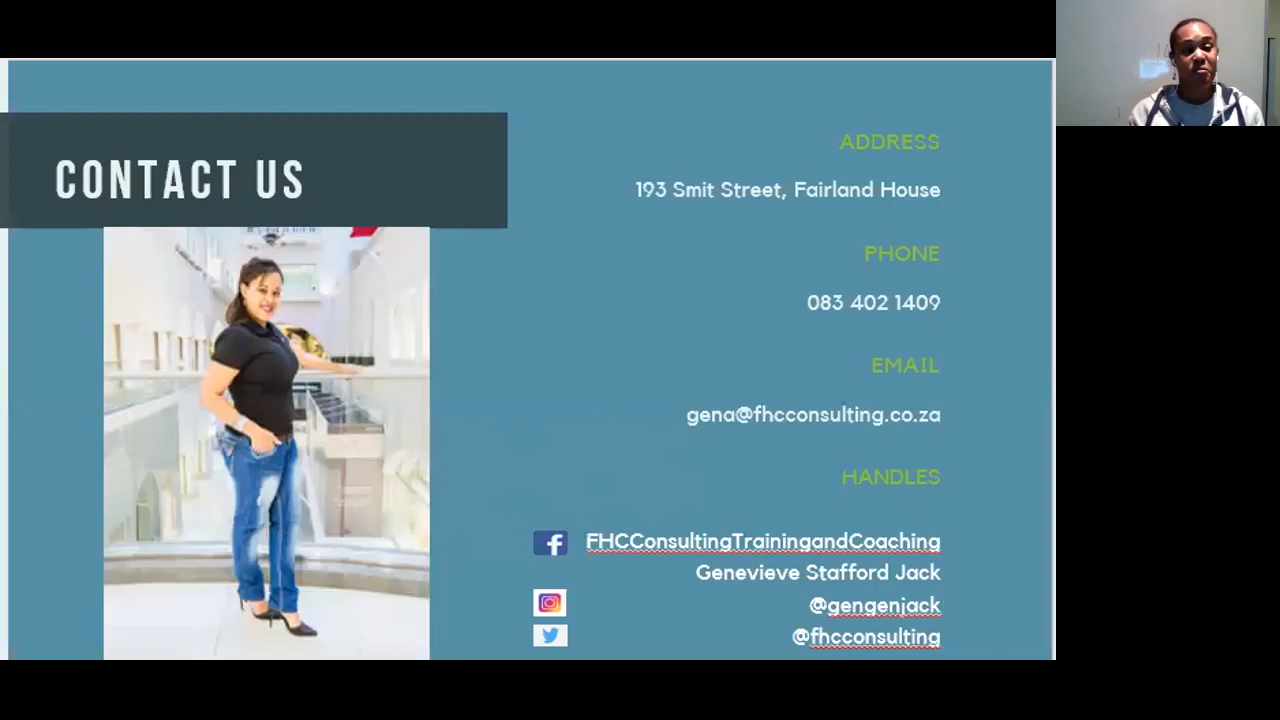 CONTACT US
ADDRESS
193 Smit Street, Fairland House
PHONE
083 402 1409
EMAIL
gena@fhcconsulting.co.za
HANDLES
FHCConsultingTrainingandCoaching
Genevieve Stafford Jack
@gengenjack
@fhcconsulting